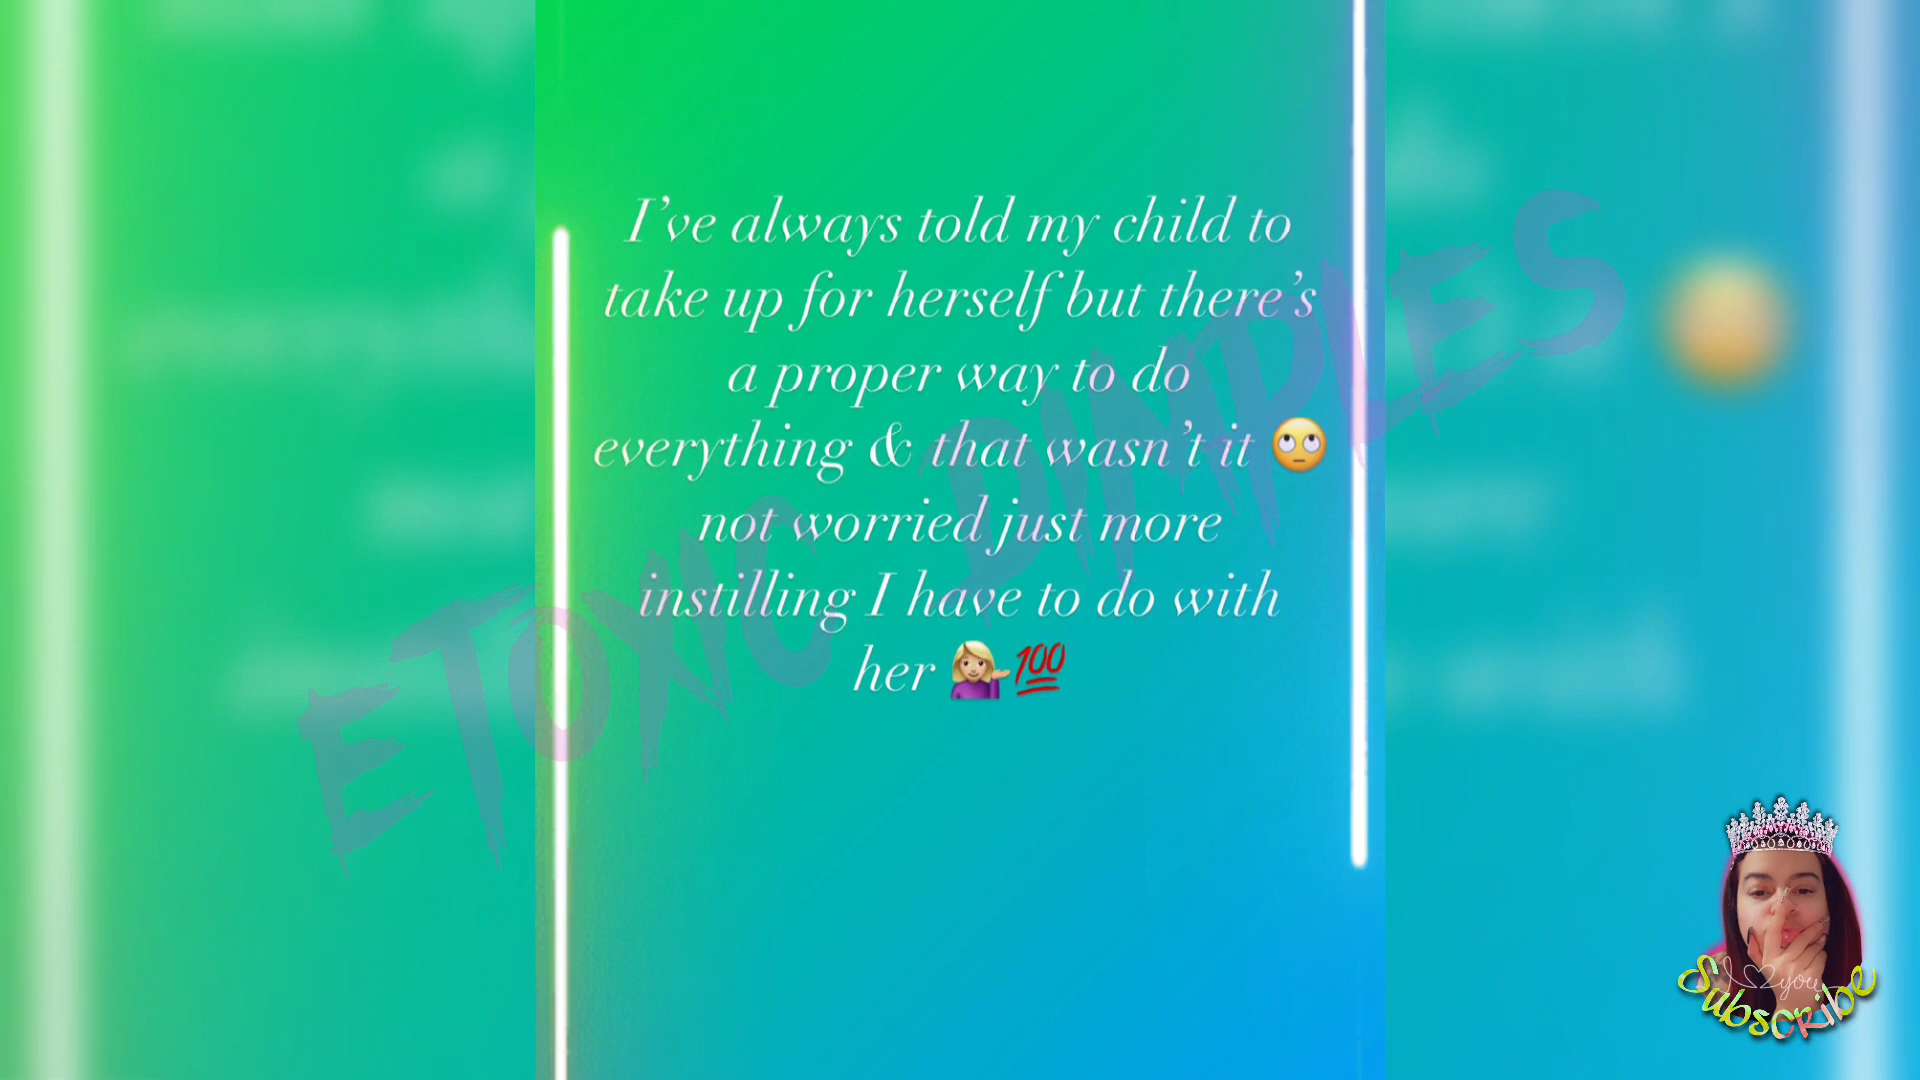 I’ve always told my child to
take up for herself but there’s
a proper way to do
everything & that wasn’t it 🙄
not worried just more
instilling I have to do with
her 💁🏼‍♀️💯
ETOXIC DIMPLES
I ♡ you
Subscribe